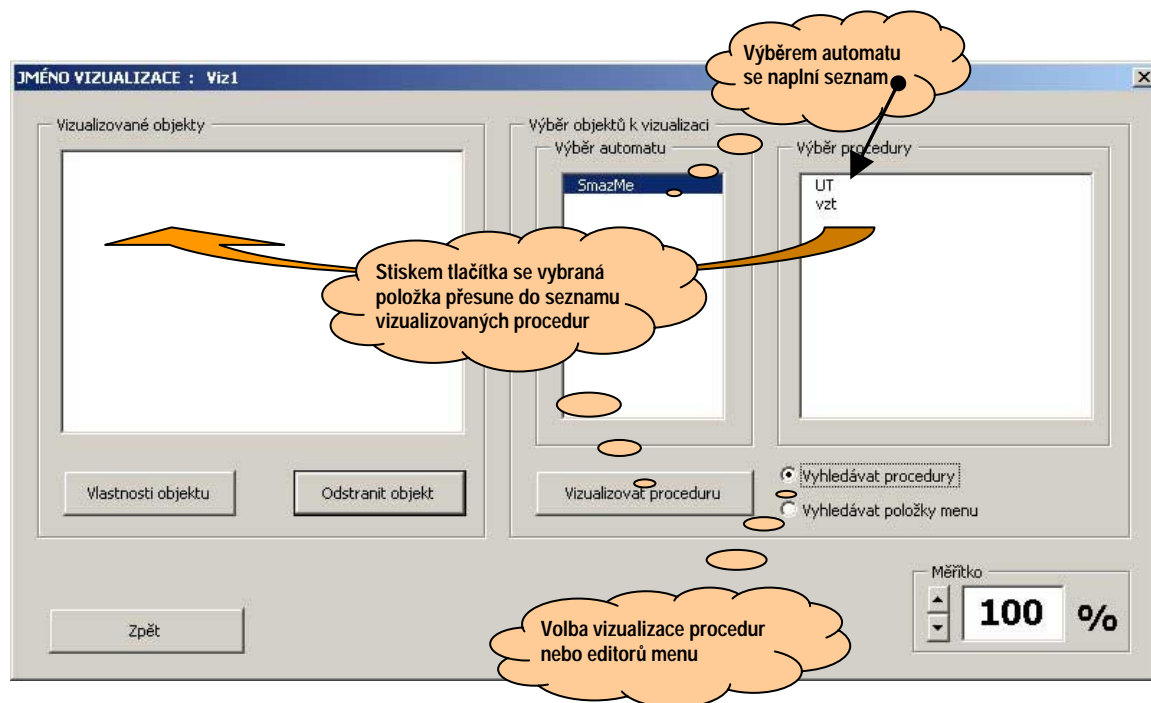 Výběrem automatu
se naplní seznam
JMÉNO VIZUALIZACE : Viz1
Vizualizované objekty
Výběr objektů k vizualizaci
Výběr automatu
Výběr procedury
SmazMe
UT
vzt
Stiskem tlačítka se vybraná
položka přesune do seznamu
vizualizovaných procedur
Vlastnosti objektu
Odstranit objekt
Vizualizovat proceduru
Vyhledávat procedury
Vyhledávat položky menu
Měřítko
100 %
Zpět
Volba vizualizace procedur
nebo editorů menu